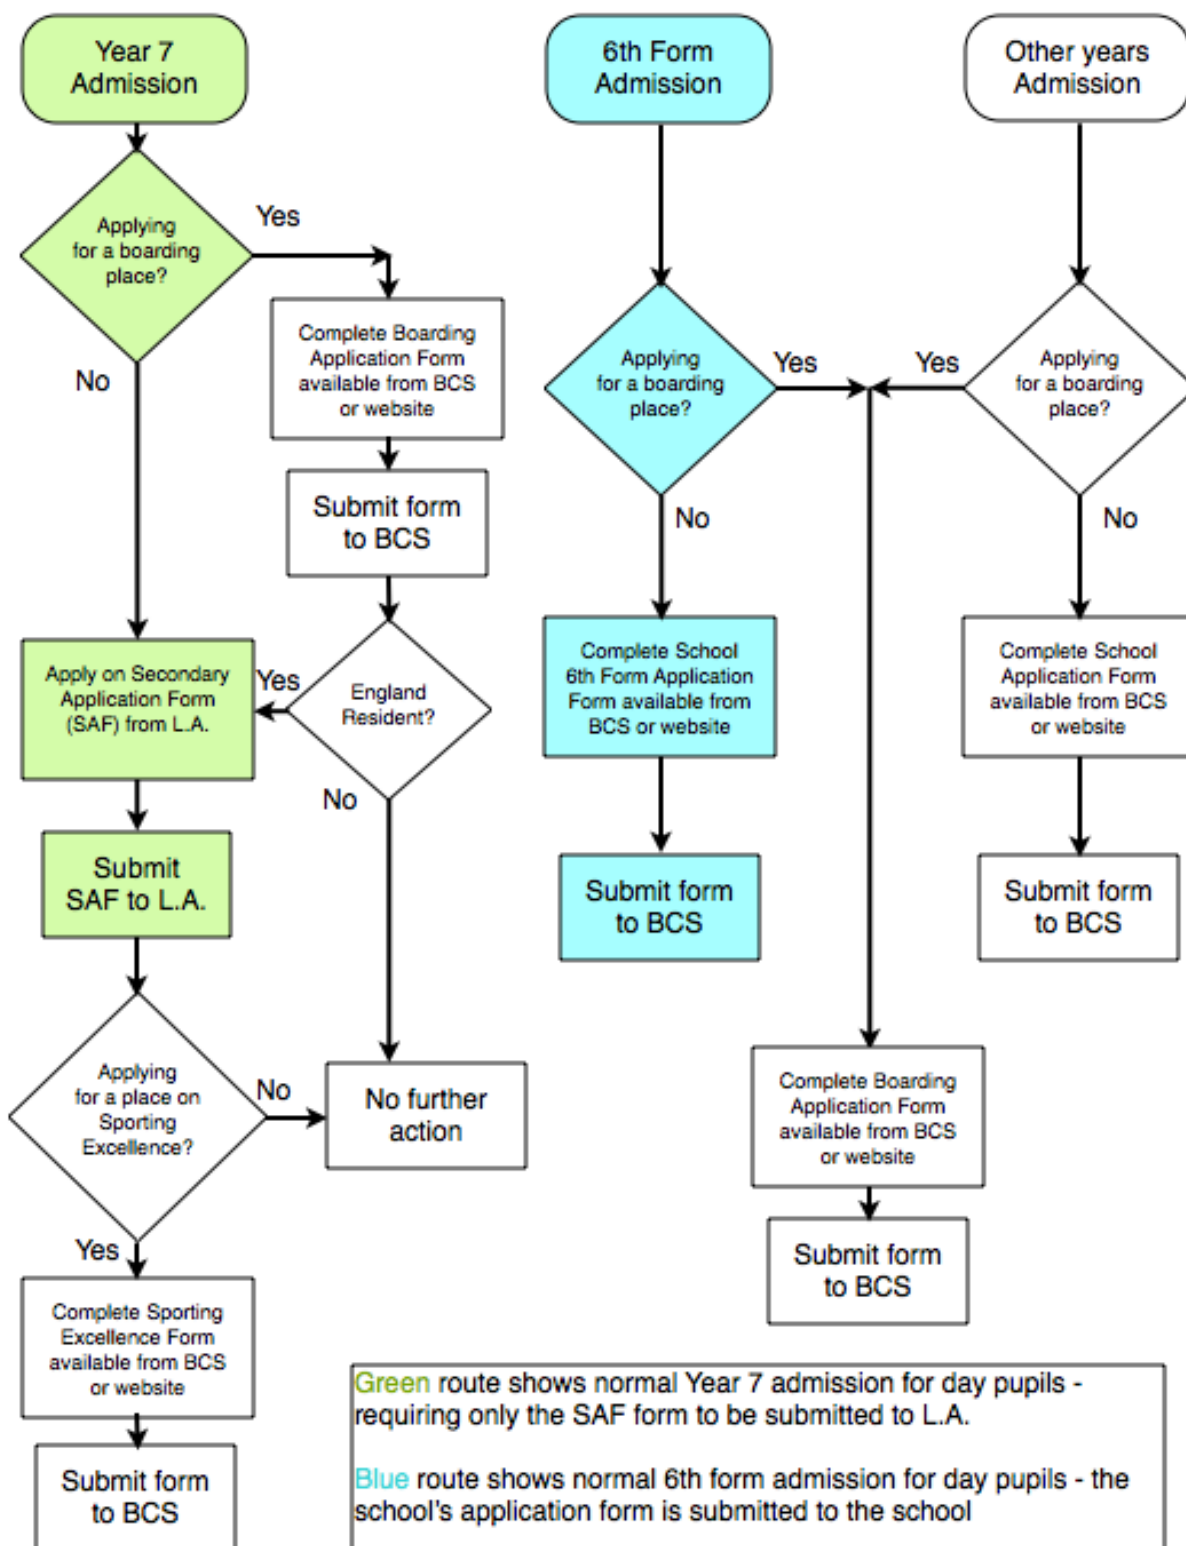 Year 7
Admission
Applying
for a boarding
place?
Yes
No
Complete Boarding
Application Form
available from BCS
or website
Submit form
to BCS
England
Resident?
Yes
No
Apply on Secondary
Application Form
(SAF) from L.A.
Submit
SAF to L.A.
Applying
for a place on
Sporting
Excellence?
No
No further
action
Yes
Complete Sporting
Excellence Form
available from BCS
or website
Submit form
to BCS
6th Form
Admission
Applying
for a boarding
place?
Yes
No
Complete School
6th Form Application
Form available from
BCS or website
Submit form
to BCS
Other years
Admission
Applying
for a boarding
place?
Yes
No
Complete School
Application Form
available from BCS
or website
Submit form
to BCS
Complete Boarding
Application Form
available from BCS
or website
Submit form
to BCS
Green route shows normal Year 7 admission for day pupils -
requiring only the SAF form to be submitted to L.A.
Blue route shows normal 6th form admission for day pupils - the
school's application form is submitted to the school